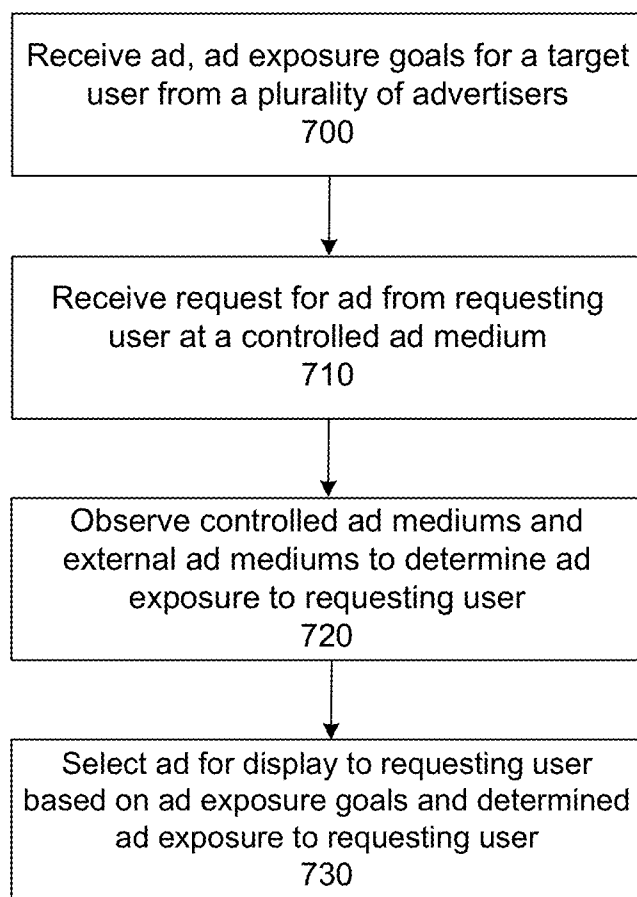 Receive ad, ad exposure goals for a target
user from a plurality of advertisers
700
Receive request for ad from requesting
user at a controlled ad medium
710
Observe controlled ad mediums and
external ad mediums to determine ad
exposure to requesting user
720
Select ad for display to requesting user
based on ad exposure goals and determined
ad exposure to requesting user
730